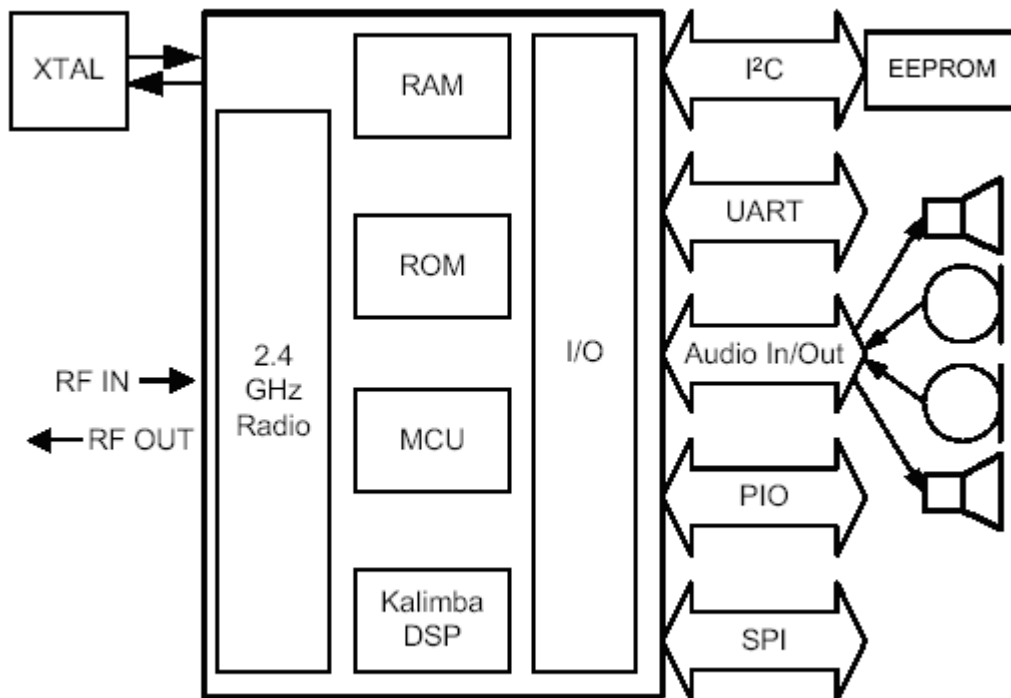 XTAL
RAM
I²C
EEPROM
UART
ROM
2.4
GHz
Radio
I/O
Audio In/Out
RF IN
RF OUT
MCU
PIO
Kalimba
DSP
SPI